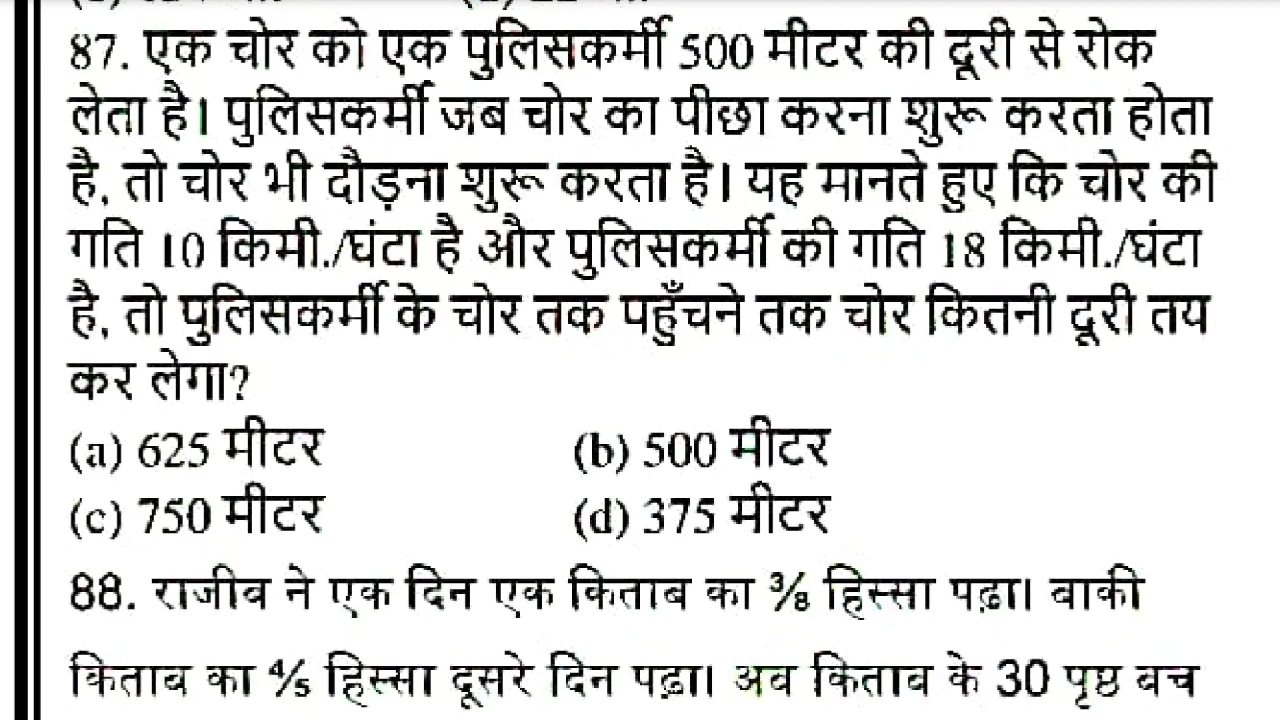 87. एक चोर को एक पुलिसकर्मी 500 मीटर की दूरी से रोक
लेता है। पुलिसकर्मी जब चोर का पीछा करना शुरू करता होता
है, तो चोर भी दौड़ना शुरू करता है। यह मानते हुए कि चोर की
गति 10 किमी./घंटा है और पुलिसकर्मी की गति 18 किमी./घंटा
है, तो पुलिसकर्मी के चोर तक पहुँचने तक चोर कितनी दूरी तय
कर लेगा?
(a) 625 मीटर (b) 500 मीटर
(c) 750 मीटर (d) 375 मीटर
88. राजीव ने एक दिन एक किताब का ⅜ हिस्सा पढ़ा। बाकी
किताब का ⅘ हिस्सा दूसरे दिन पढ़ा। अब किताब के 30 पृष्ठ बच